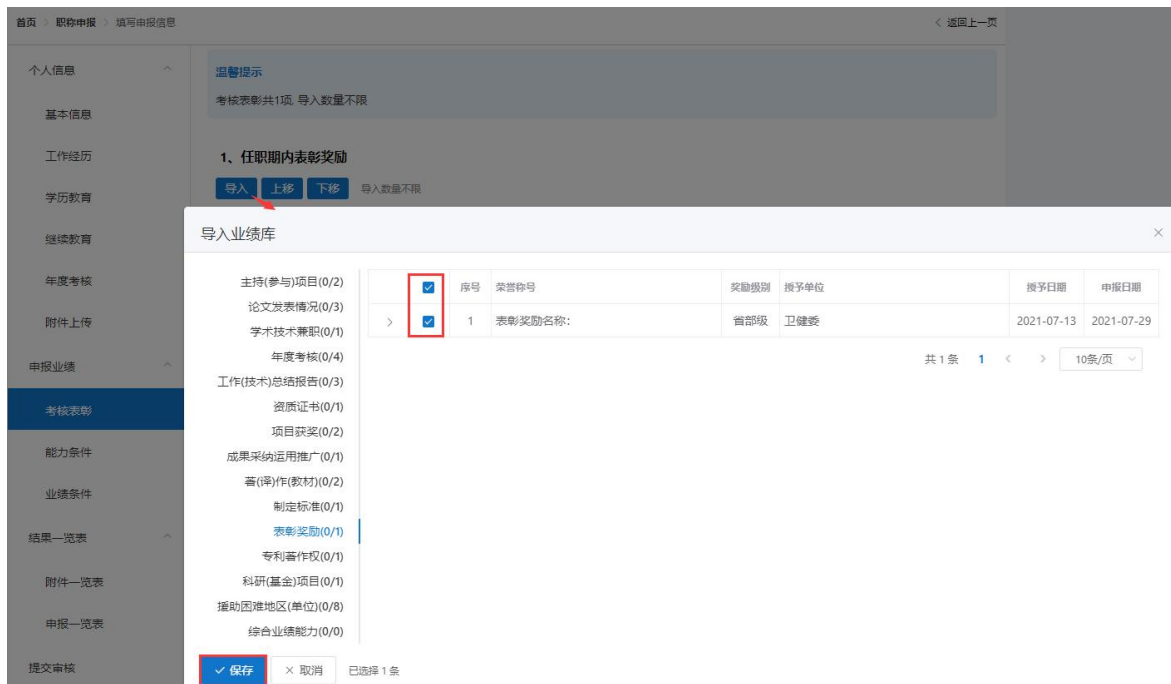 首页 > 职称申报 > 填写申报信息
< 返回上一页
个人信息
基本信息
工作经历
学历教育
继续教育
年度考核
附件上传
申报业绩
考核表彰
能力条件
业绩条件
结果一览表
附件一览表
申报一览表
提交审核
温馨提示
考核表彰共1项, 导入数量不限
1、任职期内表彰奖励
导入 上移 下移 导入数量不限
导入业绩库
主持(参与)项目(0/2)
论文发表情况(0/3)
学术技术兼职(0/1)
年度考核(0/4)
工作(技术)总结报告(0/3)
资质证书(0/1)
项目获奖(0/2)
成果采纳运用推广(0/1)
著(译)作(教材)(0/2)
制定标准(0/1)
表彰奖励(0/1)
专利著作权(0/1)
科研(基金)项目(0/1)
援助困难地区(单位)(0/8)
综合业绩能力(0/0)
序号 荣誉称号 奖励级别 授予单位 授予日期 申报日期
1 表彰奖励名称: 省部级 卫健委 2021-07-13 2021-07-29
共 1 条 1 < > 10条/页
保存 × 取消 已选择 1 条